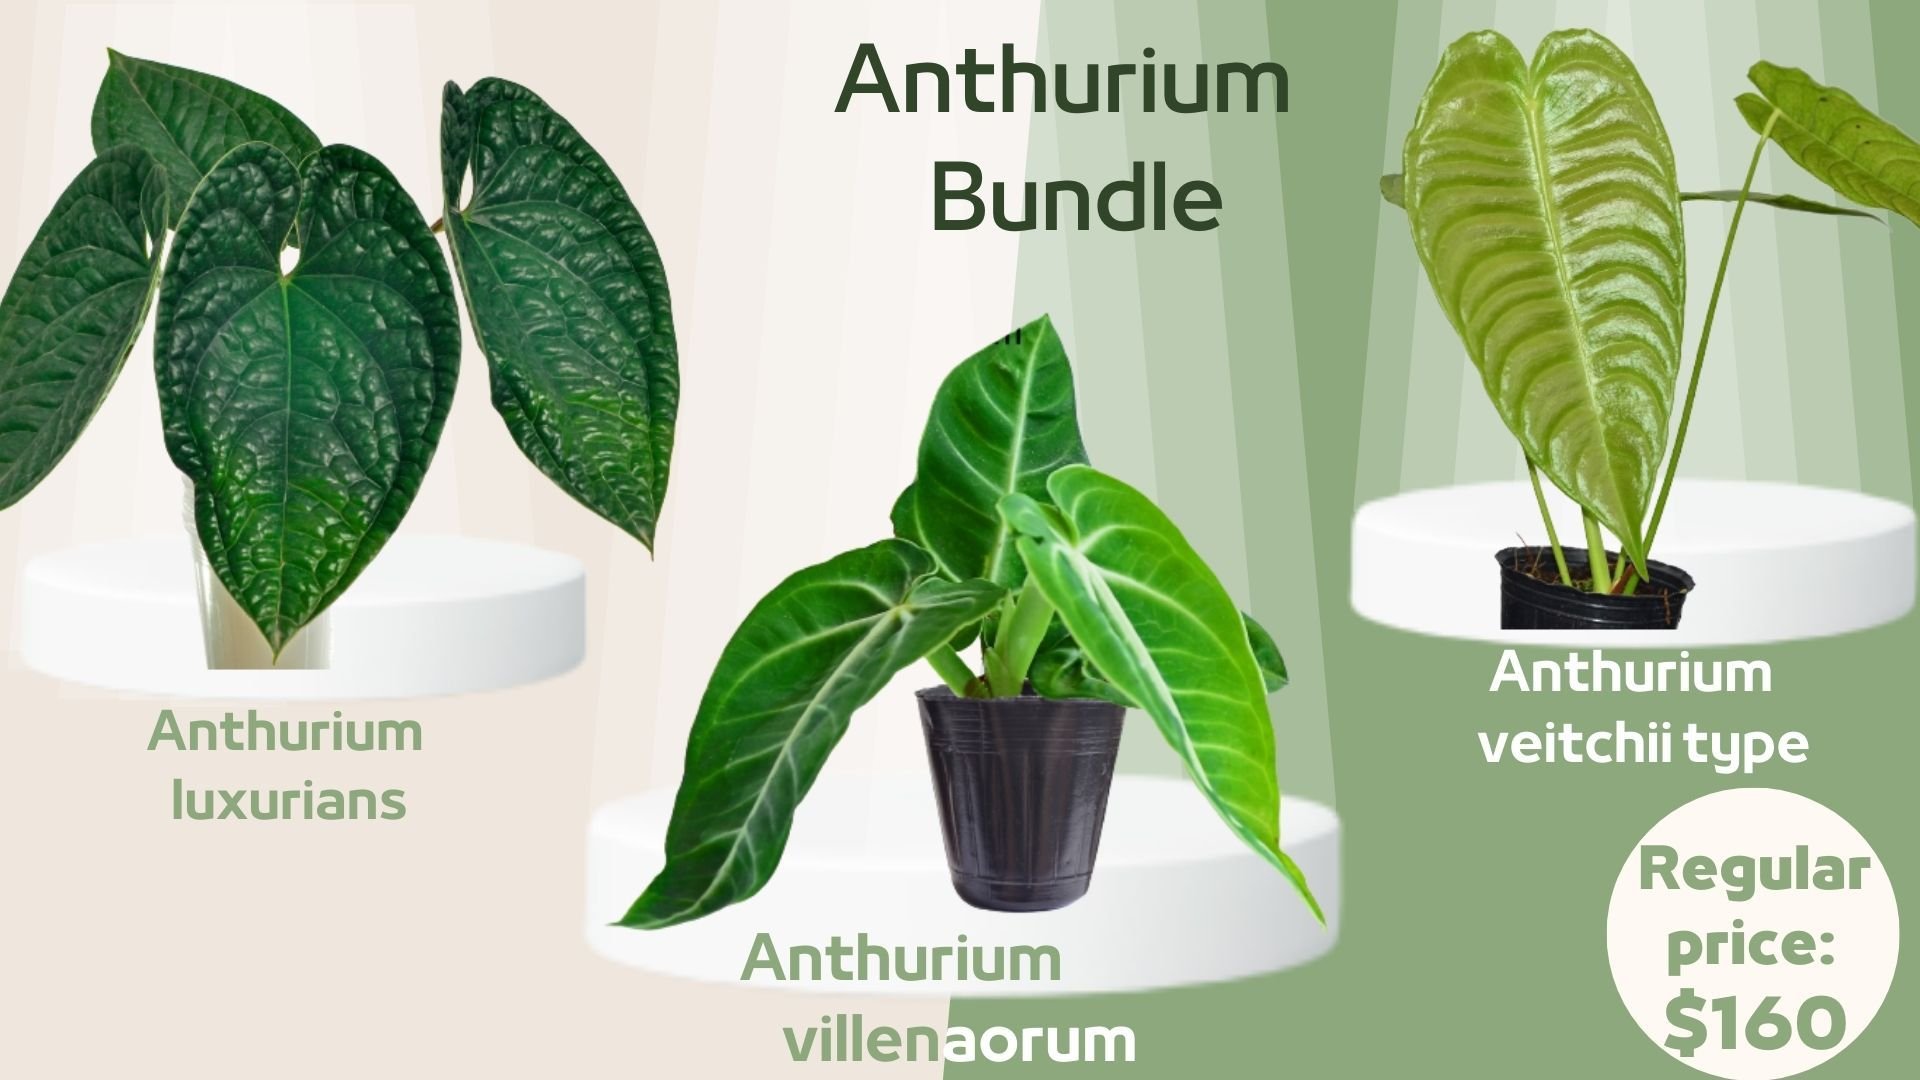 Anthurium
Bundle
Anthurium
luxurians
Anthurium
villenaorum
Anthurium
veitchii type
Regular
price:
$160